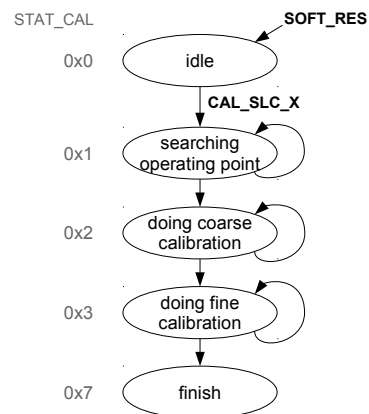 STAT_CAL
SOFT_RES
0x0
idle
CAL_SLC_X
0x1
searching
operating point
0x2
doing coarse
calibration
0x3
doing fine
calibration
0x7
finish